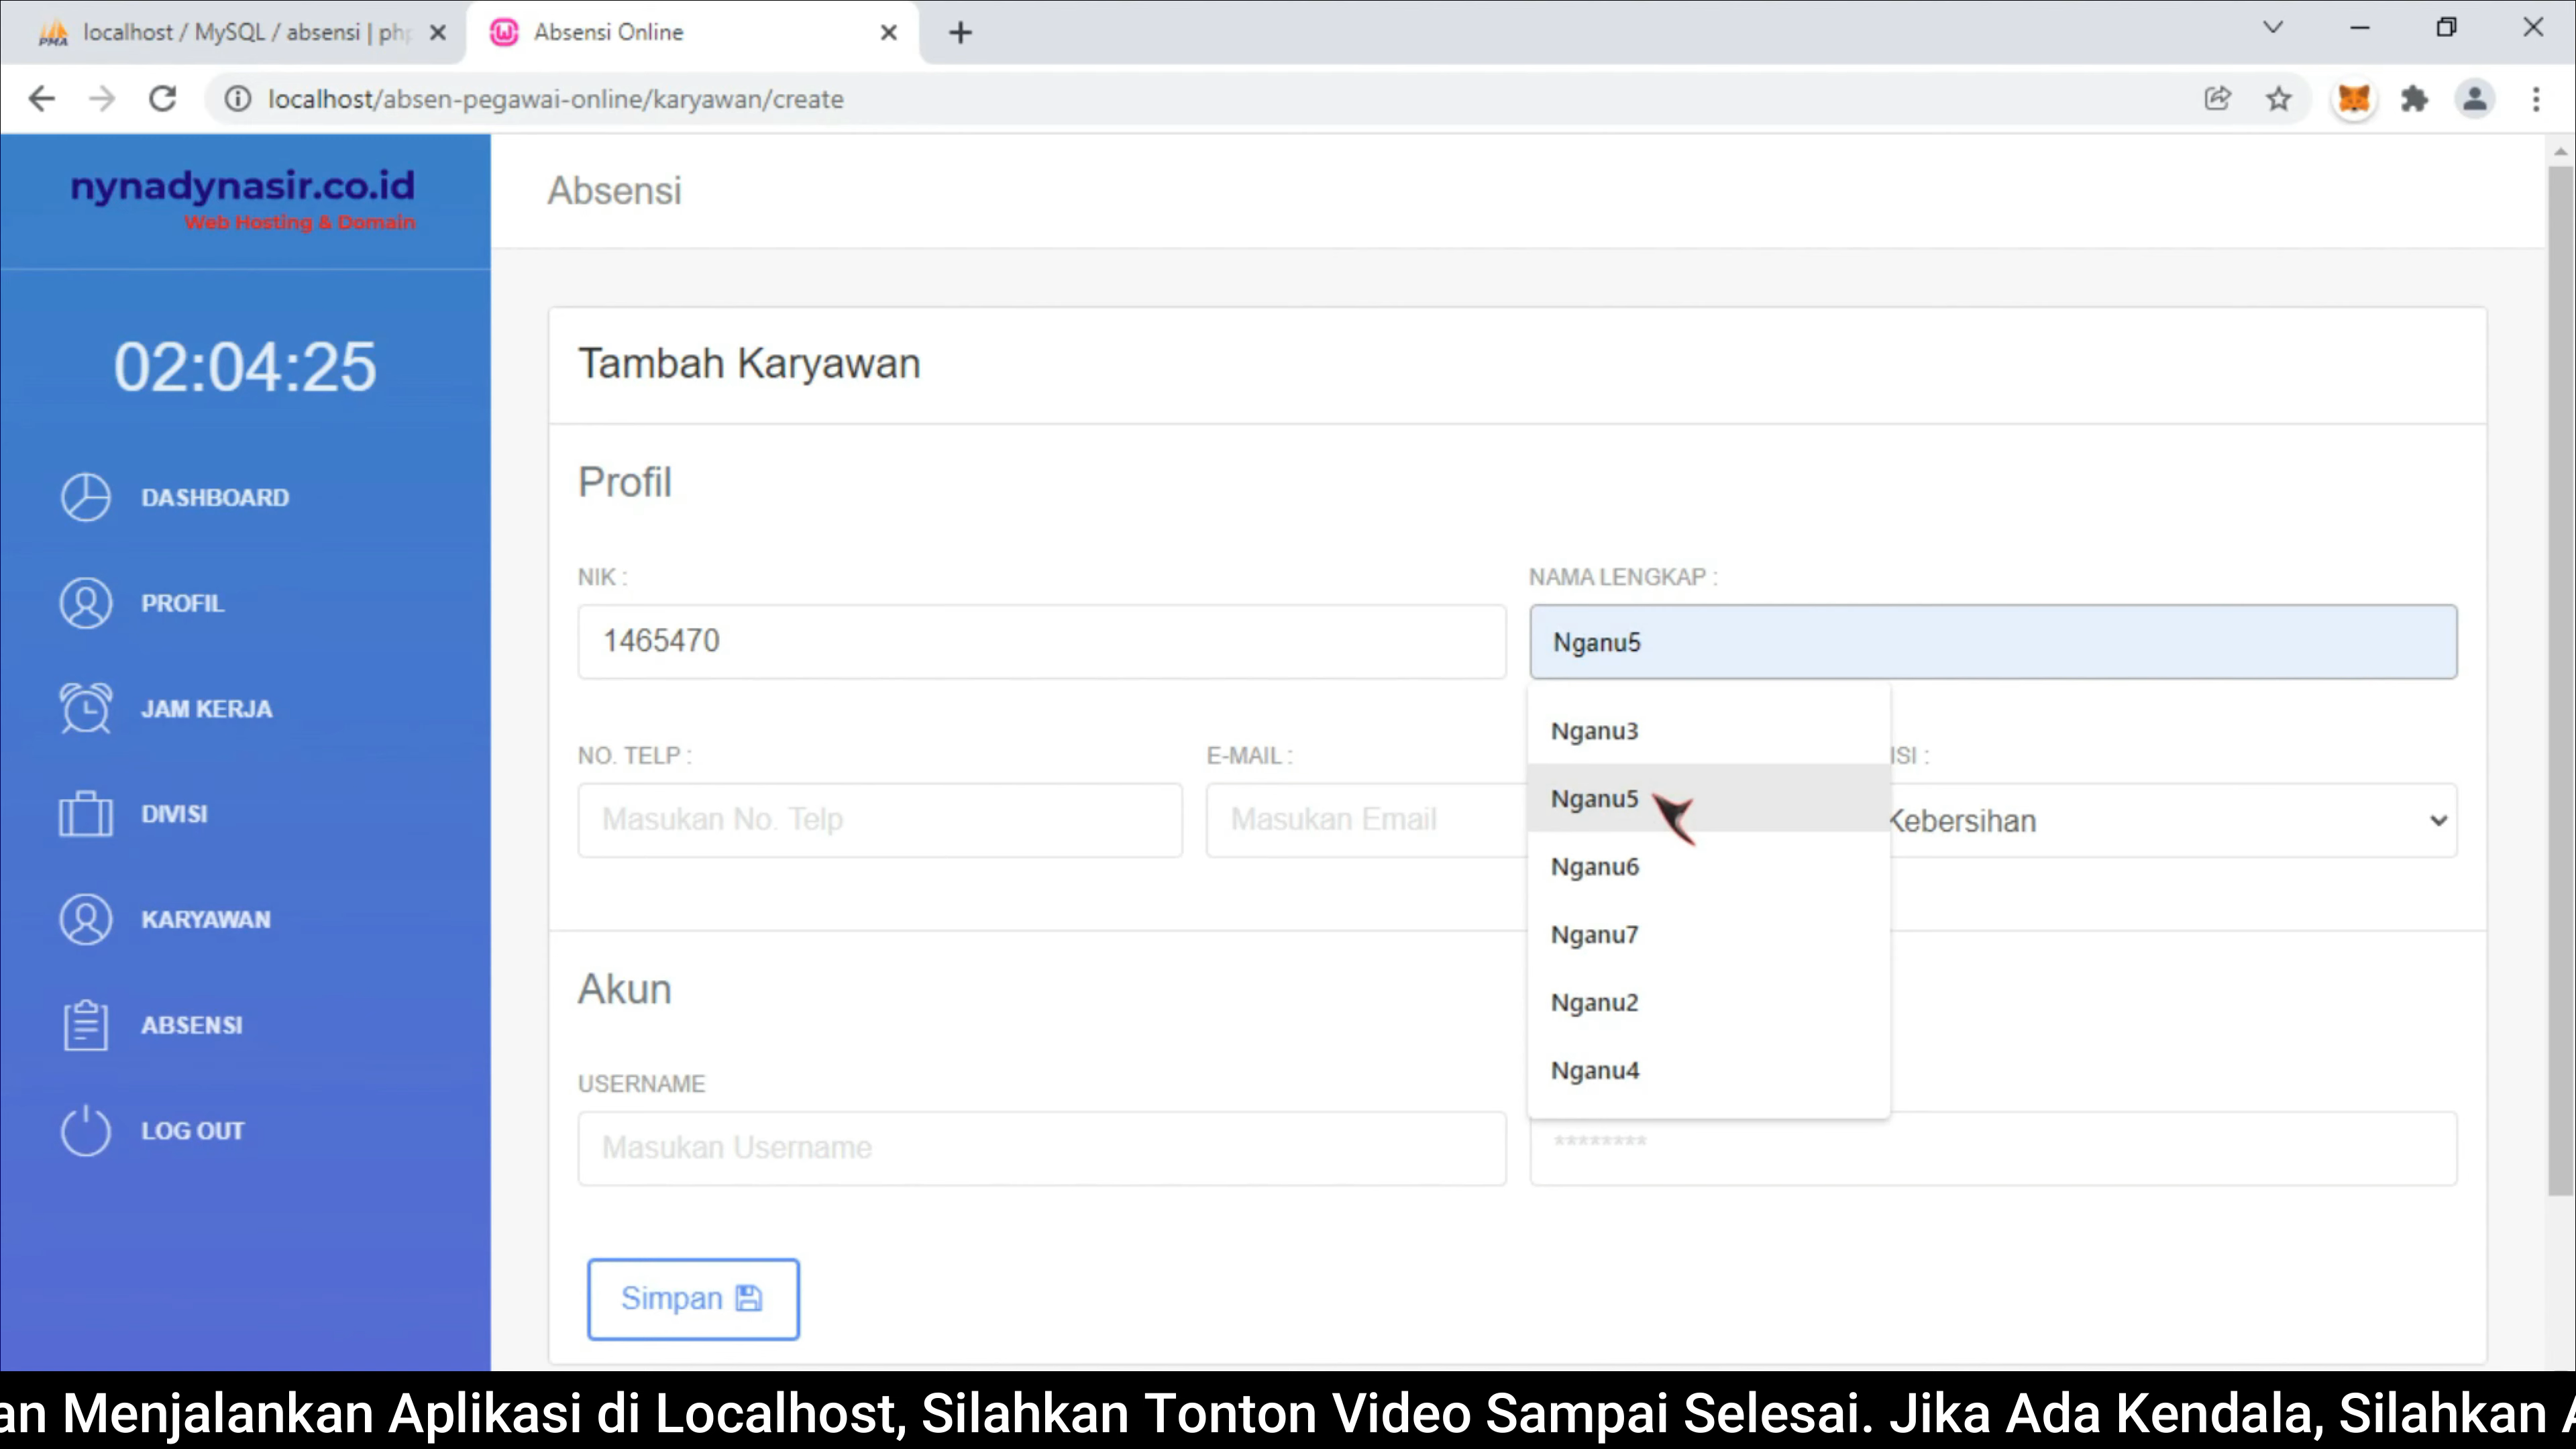 localhost / MySQL / absensi | php
Absensi Online
localhost/absen-pegawai-online/karyawan/create
nynadynasir.co.id
Web Hosting & Domain
02:04:25
DASHBOARD
PROFIL
JAM KERJA
DIVISI
KARYAWAN
ABSENSI
LOG OUT
Absensi
Tambah Karyawan
Profil
NIK :
1465470
NAMA LENGKAP :
Nganu5
Nganu3
Nganu5
Nganu6
Nganu7
Nganu2
Nganu4
NO. TELP :
Masukan No. Telp
E-MAIL :
Masukan Email
ISI :
Kebersihan
Akun
USERNAME
Masukan Username
********
Simpan
an Menjalankan Aplikasi di Localhost, Silahkan Tonton Video Sampai Selesai. Jika Ada Kendala, Silahkan A